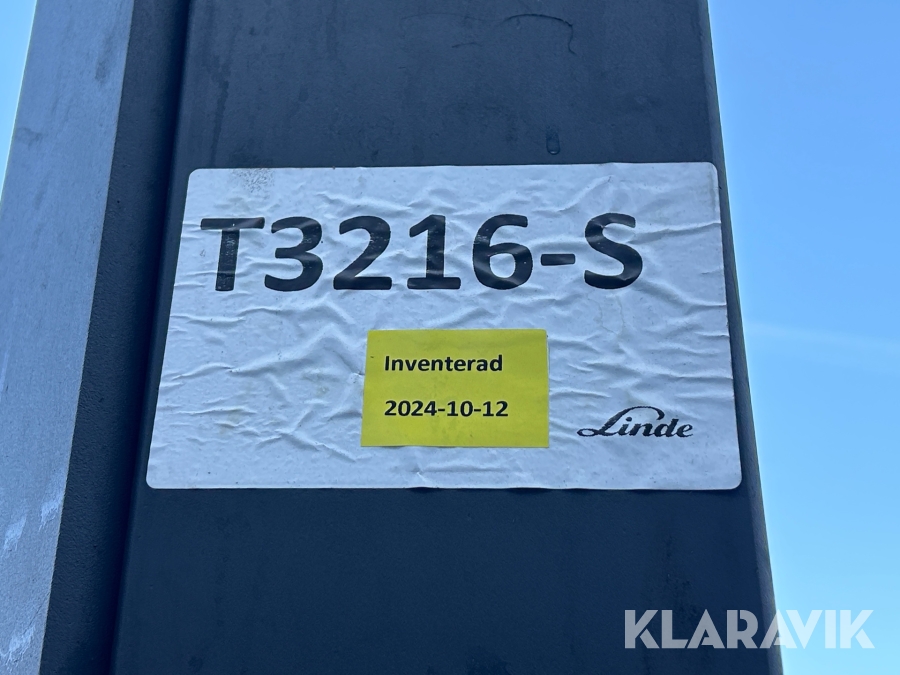 T3216-S
Inventerad
2024-10-12
Linde
KLARAVIK